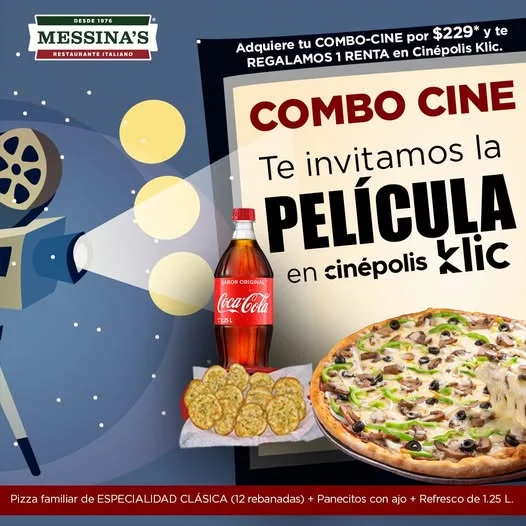 DESDE 1976
MESSINA'S
RESTAURANTE ITALIANO
Adquiere tu COMBO-CINE por $229* y te
REGALAMOS 1 RENTA en Cinépolis Klic.
COMBO CINE
Te invitamos la
PELÍCULA
en cinépolis klic
SABOR ORIGINAL
Coca-Cola
1.25 L
Pizza familiar de ESPECIALIDAD CLÁSICA (12 rebanadas) + Panecitos con ajo + Refresco de 1.25 L.